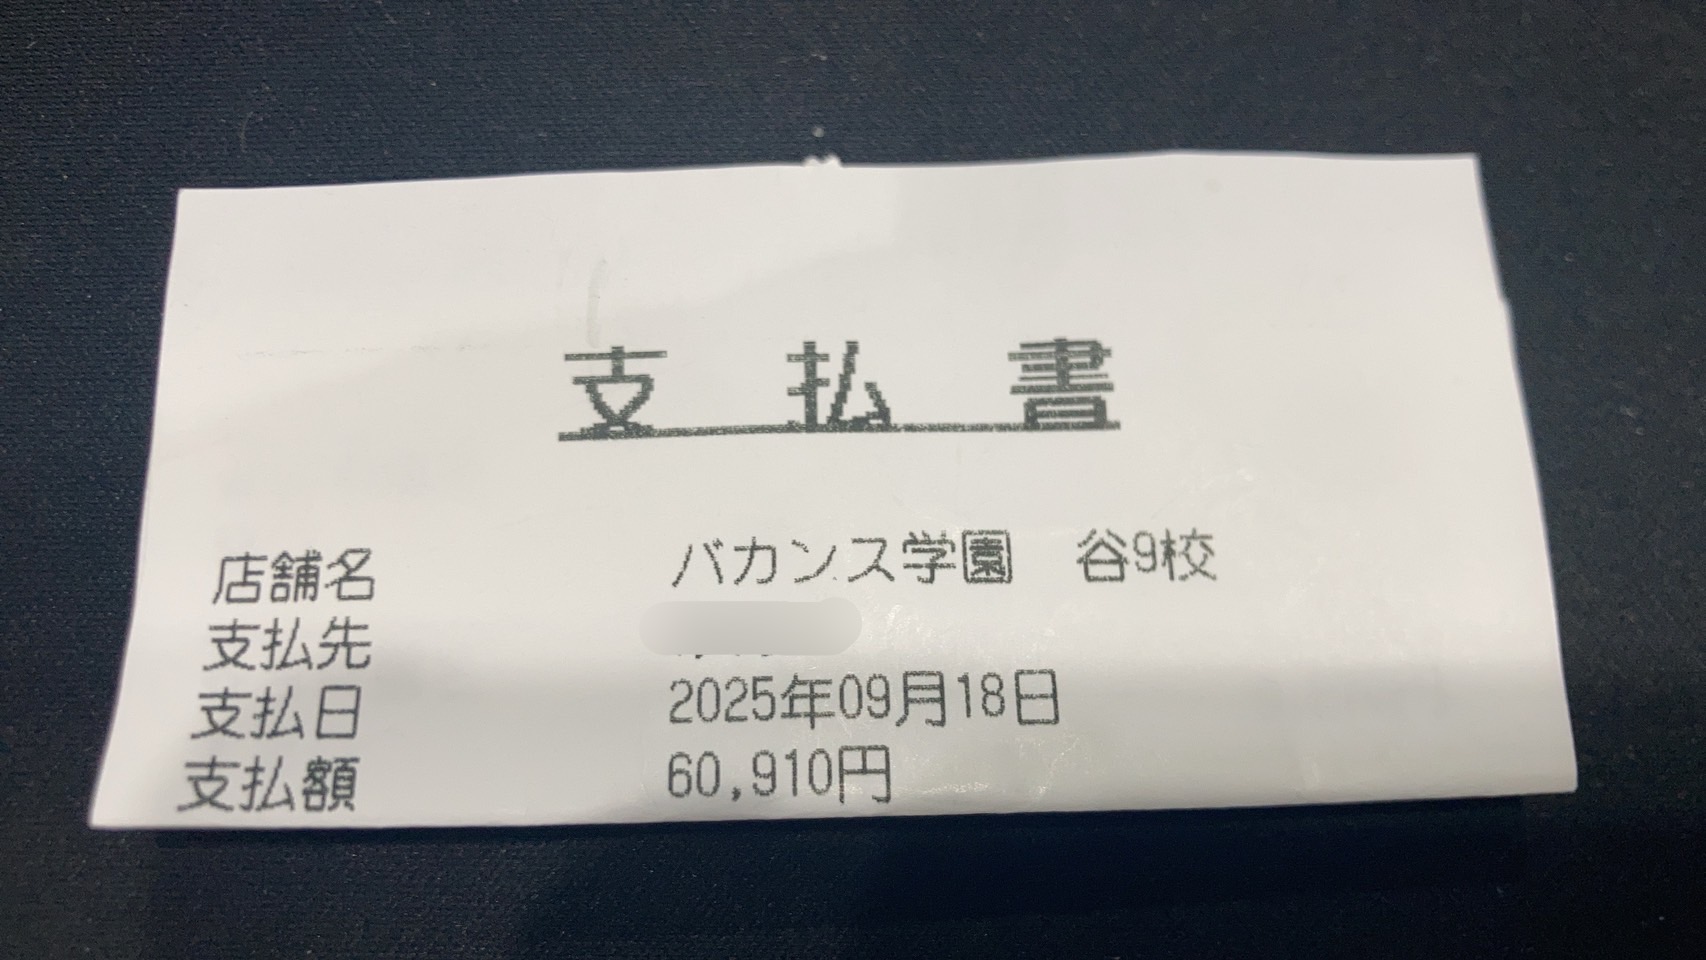 支払書
店舗名 バカンス学園 谷9校
支払先
支払日 2025年09月18日
支払額 60,910円